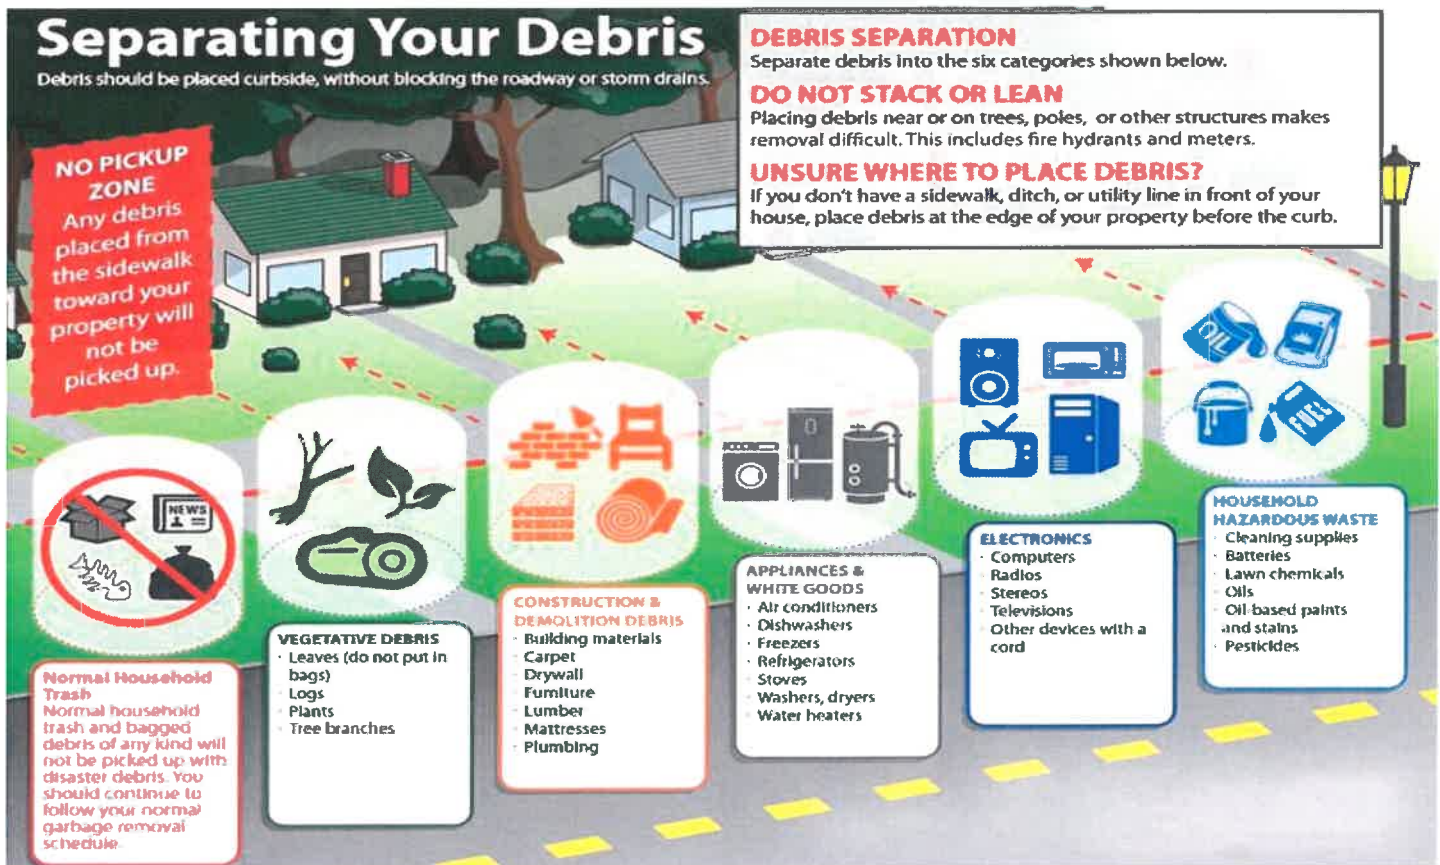 Separating Your Debris
Debris should be placed curbside, without blocking the roadway or storm drains.
DEBRIS SEPARATION
Separate debris into the six categories shown below.
DO NOT STACK OR LEAN
Placing debris near or on trees, poles, or other structures makes
removal difficult. This includes fire hydrants and meters.
UNSURE WHERE TO PLACE DEBRIS?
If you don't have a sidewalk, ditch, or utility line in front of your
house, place debris at the edge of your property before the curb.
NO PICKUP
ZONE
Any debris
placed from
the sidewalk
toward your
property will
not be
picked up.
NEWS
Normal Household
Trash
Normal household
trash and bagged
debris of any kind will
not be picked up with
disaster debris. You
should continue to
follow your normal
garbage removal
schedule.
VEGETATIVE DEBRIS
· Leaves (do not put in
bags)
· Logs
· Plants
· Tree branches
CONSTRUCTION &
DEMOLITION DEBRIS
· Building materials
· Carpet
· Drywall
· Furniture
· Lumber
· Mattresses
· Plumbing
APPLIANCES &
WHITE GOODS
· Air conditioners
· Dishwashers
· Freezers
· Refrigerators
· Stoves
· Washers, dryers
· Water heaters
ELECTRONICS
· Computers
· Radios
· Stereos
· Televisions
· Other devices with a
cord
OIL
FUEL
HOUSEHOLD
HAZARDOUS WASTE
· Cleaning supplies
· Batteries
· Lawn chemicals
· Oils
· Oil-based paints
and stains
· Pesticides